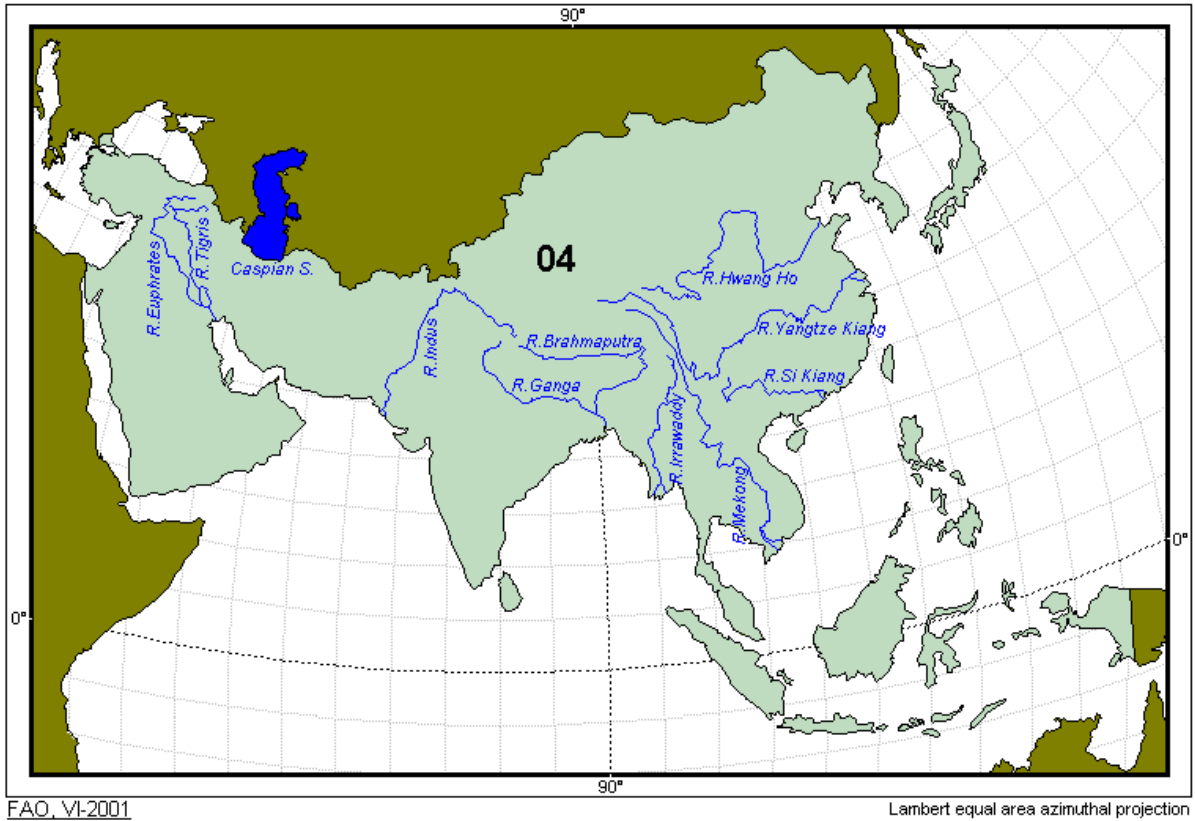 90°
04
R.Euphrates
R.Tigris
Caspian S.
R.Indus
R.Brahmaputra
R.Ganga
R.Hwang Ho
R.Yangtze Kiang
R.Si Kiang
R.Irrawaddy
R.Mekong
0°
0°
90°
FAO, VI-2001
Lambert equal area azimuthal projection